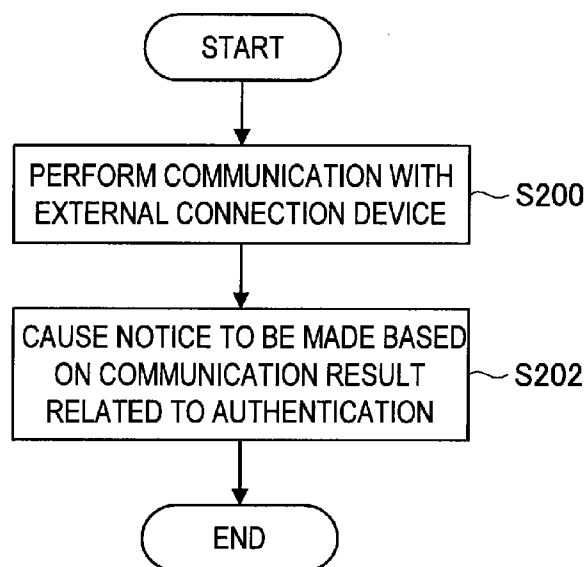 START
PERFORM COMMUNICATION WITH
EXTERNAL CONNECTION DEVICE
S200
CAUSE NOTICE TO BE MADE BASED
ON COMMUNICATION RESULT
RELATED TO AUTHENTICATION
S202
END